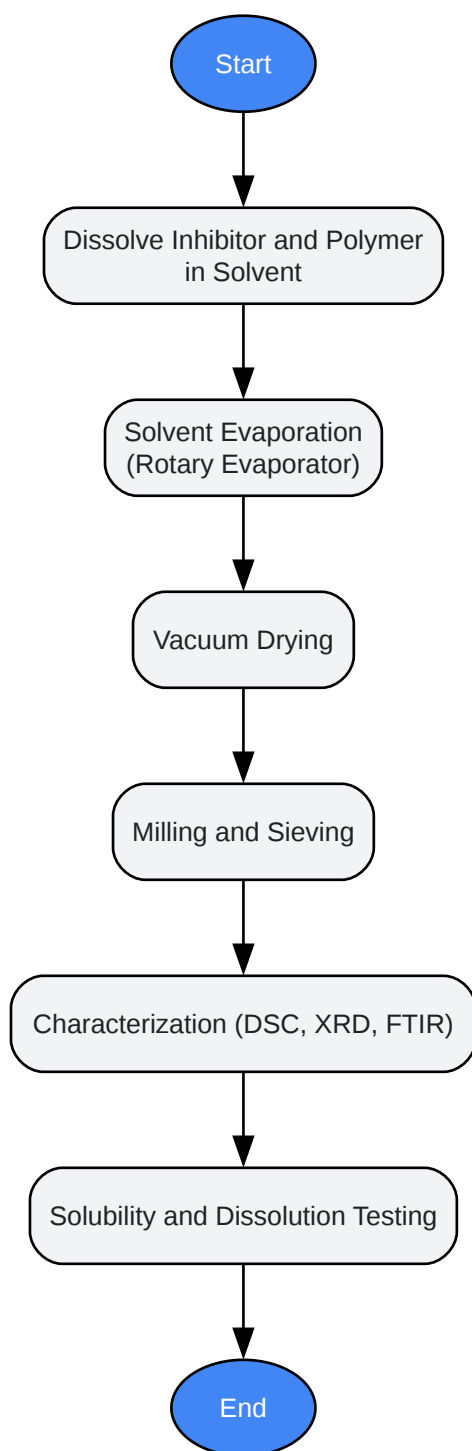 Start
Dissolve Inhibitor and Polymer
in Solvent
Solvent Evaporation
(Rotary Evaporator)
Vacuum Drying
Milling and Sieving
Characterization (DSC, XRD, FTIR)
Solubility and Dissolution Testing
End